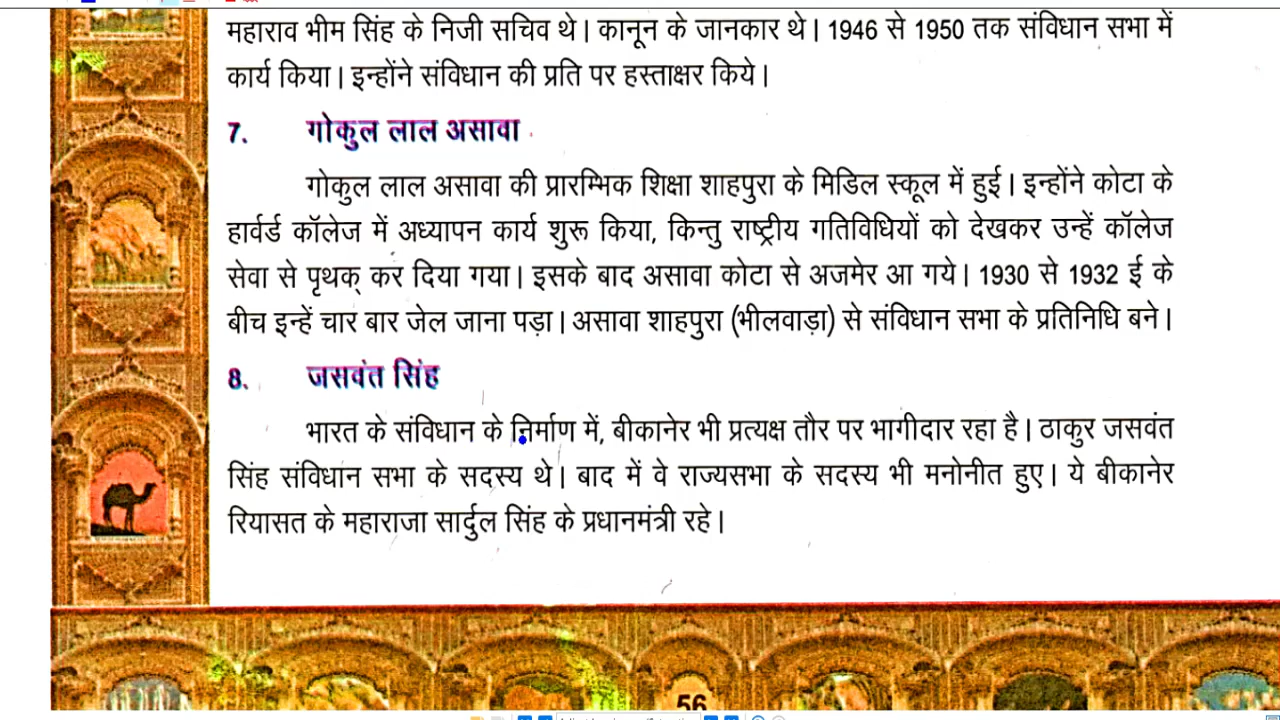 महाराव भीम सिंह के निजी सचिव थे। कानून के जानकार थे। 1946 से 1950 तक संविधान सभा में
कार्य किया। इन्होंने संविधान की प्रति पर हस्ताक्षर किये।
7. गोकुल लाल असावा
गोकुल लाल असावा की प्रारम्भिक शिक्षा शाहपुरा के मिडिल स्कूल में हुई। इन्होंने कोटा के
हार्वर्ड कॉलेज में अध्यापन कार्य शुरू किया, किन्तु राष्ट्रीय गतिविधियों को देखकर उन्हें कॉलेज
सेवा से पृथक् कर दिया गया। इसके बाद असावा कोटा से अजमेर आ गये। 1930 से 1932 ई के
बीच इन्हें चार बार जेल जाना पड़ा। असावा शाहपुरा (भीलवाड़ा) से संविधान सभा के प्रतिनिधि बने।
8. जसवंत सिंह
भारत के संविधान के निर्माण में, बीकानेर भी प्रत्यक्ष तौर पर भागीदार रहा है। ठाकुर जसवंत
सिंह संविधान सभा के सदस्य थे। बाद में वे राज्यसभा के सदस्य भी मनोनीत हुए। ये बीकानेर
रियासत के महाराजा सार्दुल सिंह के प्रधानमंत्री रहे।
56